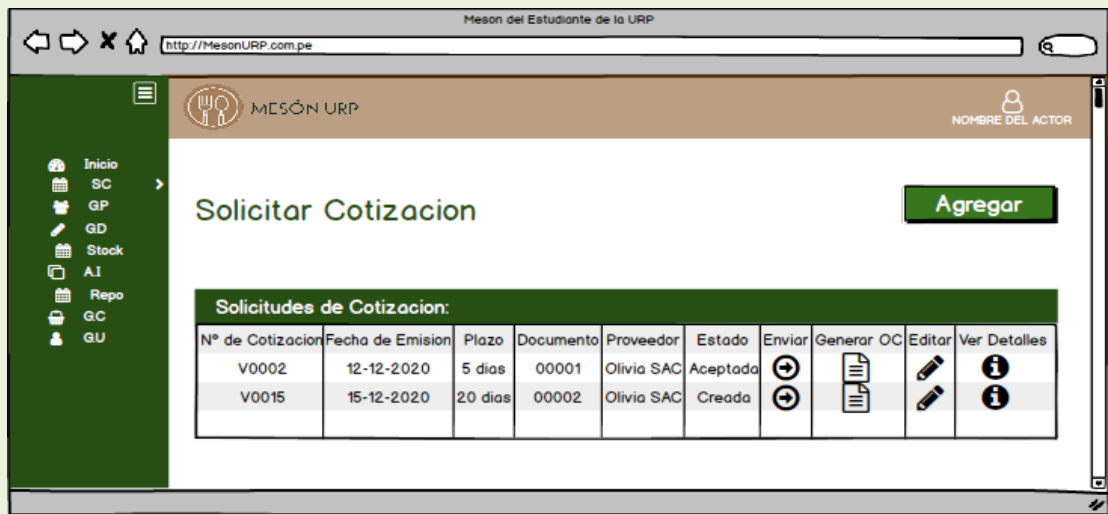 Meson del Estudiante de la URP
http://MesonURP.com.pe
MESÓN URP
NOMBRE DEL ACTOR
Inicio
SC
G.P
GD
Stock
A.I
Repo
G.C
G.U
Solicitar Cotizacion
Agregar
Solicitudes de Cotizacion:
Nº de Cotizacion Fecha de Emision Plazo Documento Proveedor Estado Enviar Generar OC Editar Ver Detalles
V0002 12-12-2020 5 dias 00001 Olivia SAC Aceptada
V0015 15-12-2020 20 dias 00002 Olivia SAC Creada